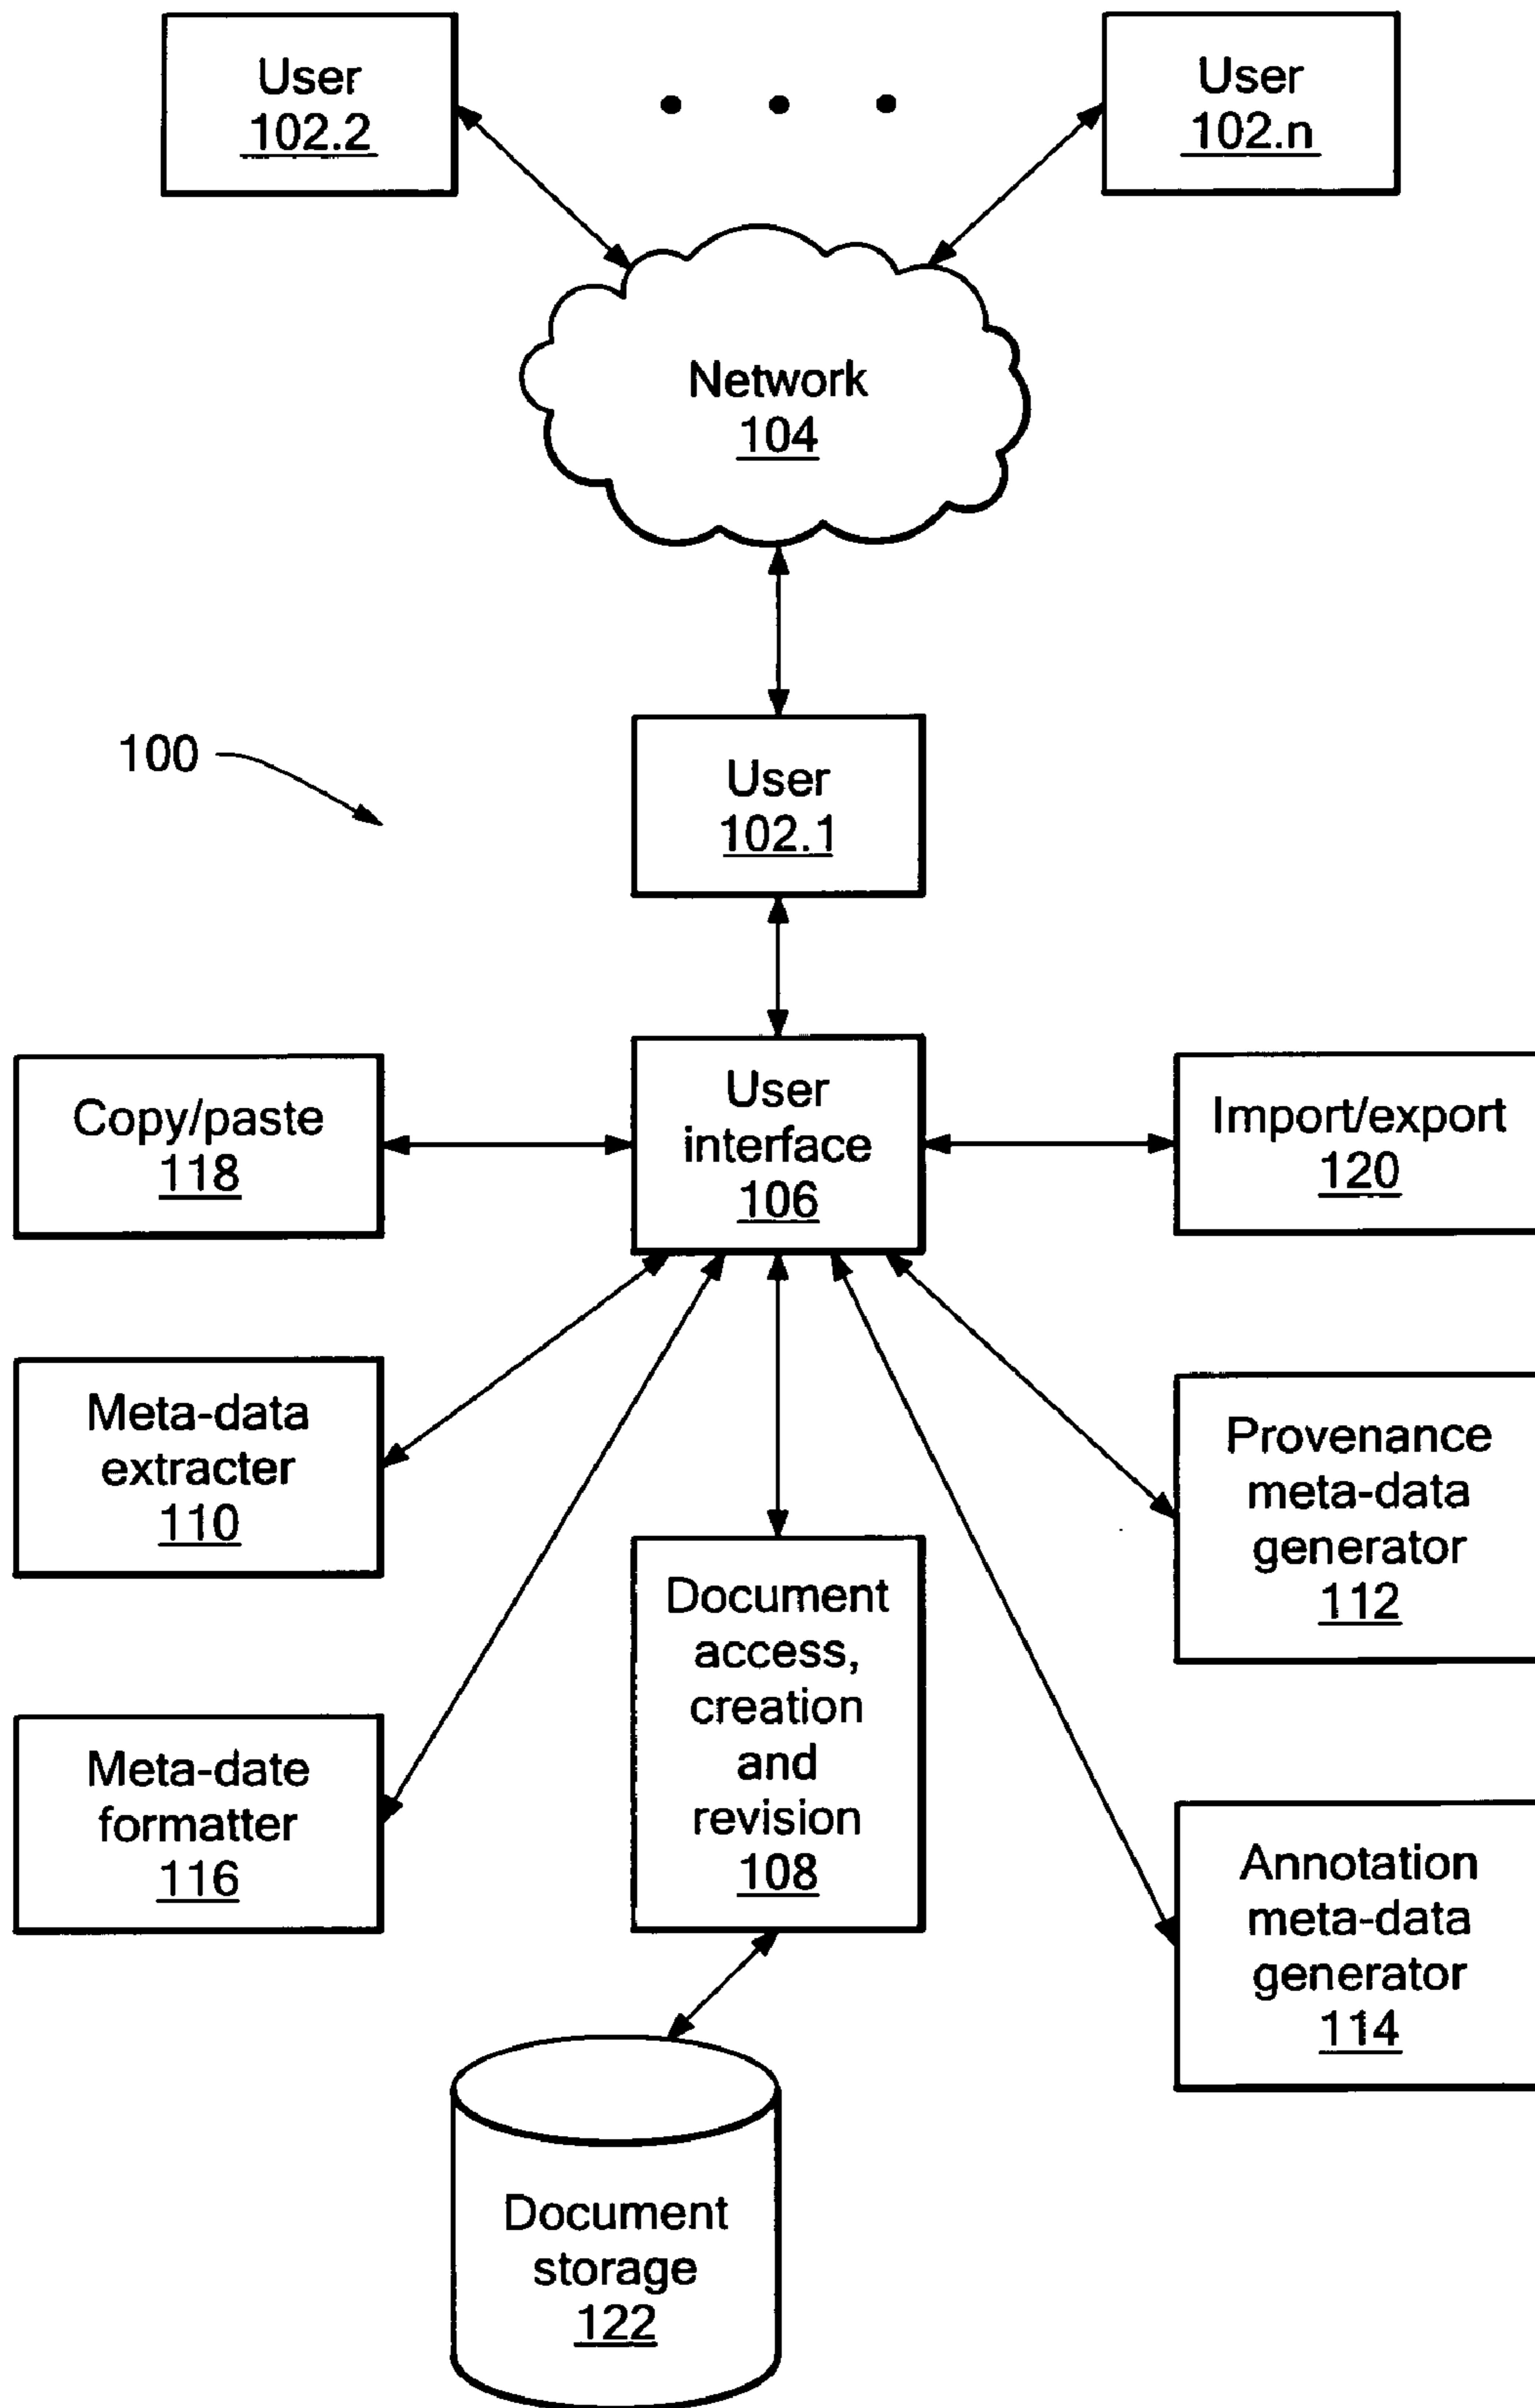 User
102.2
User
102.n
Network
104
100
User
102.1
Copy/paste
118
User
interface
106
Import/export
120
Meta-data
extracter
110
Provenance
meta-data
generator
112
Document
access,
creation
and
revision
108
Meta-date
formatter
116
Annotation
meta-data
generator
114
Document
storage
122